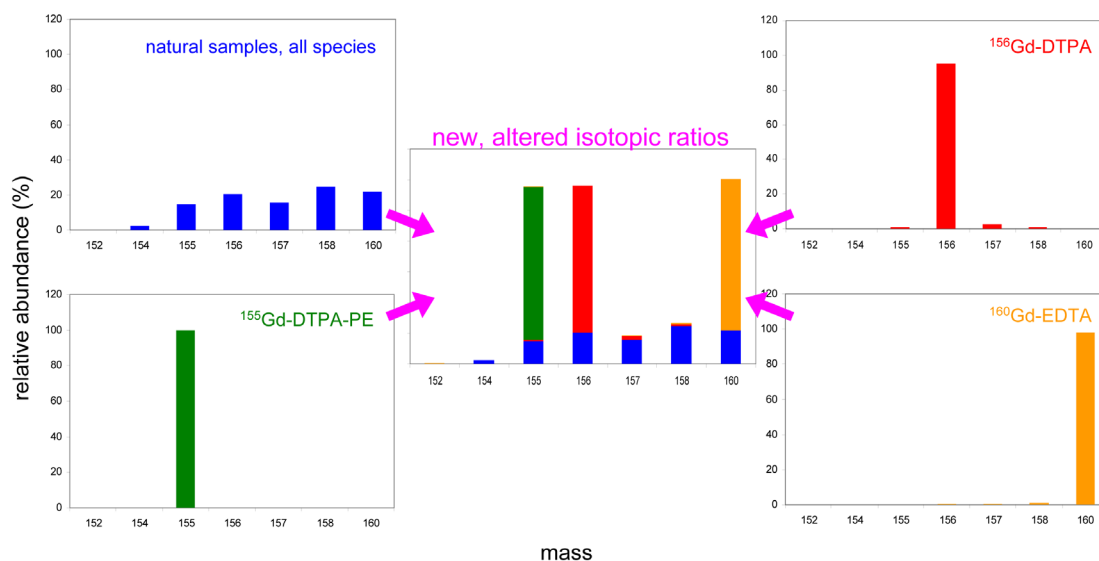 120
100
80
60
40
20
0
natural samples, all species
152 154 155 156 157 158 160
120
100
80
60
40
20
0
¹⁵⁶Gd-DTPA
152 154 155 156 157 158 160
new, altered isotopic ratios
152 154 155 156 157 158 160
120
100
80
60
40
20
0
¹⁵⁵Gd-DTPA-PE
152 154 155 156 157 158 160
120
100
80
60
40
20
0
¹⁶⁰Gd-EDTA
152 154 155 156 157 158 160
relative abundance (%)
mass